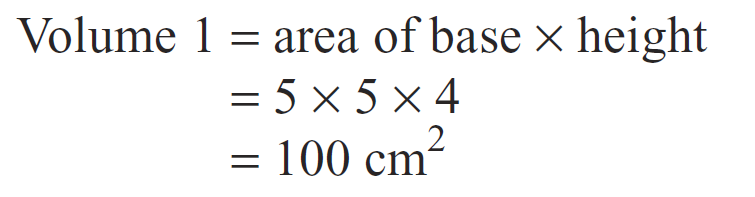 Volume 1 = area of base × height
= 5 × 5 × 4
= 100 cm²